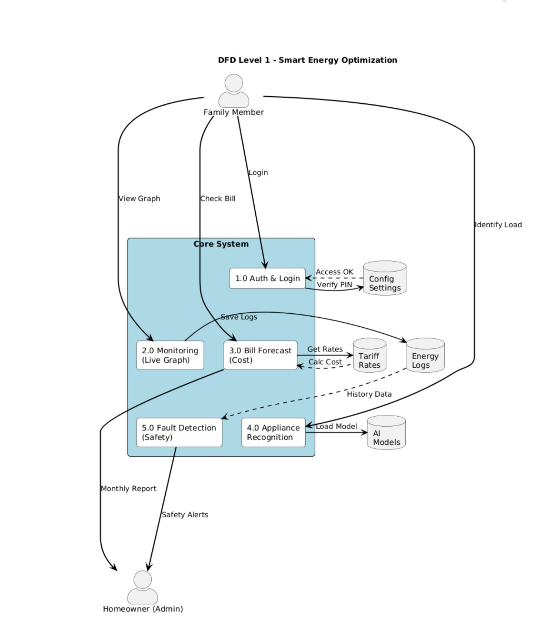 DFD Level 1 - Smart Energy Optimization
Family Member
Login
View Graph
Check Bill
Identify Load
Core System
1.0 Auth & Login
Access OK
Verify PIN
Config
Settings
Save Logs
2.0 Monitoring
(Live Graph)
3.0 Bill Forecast
(Cost)
Get Rates
Calc Cost
Tariff
Rates
Energy
Logs
History Data
5.0 Fault Detection
(Safety)
4.0 Appliance
Recognition
Load Model
AI
Models
Monthly Report
Safety Alerts
Homeowner (Admin)